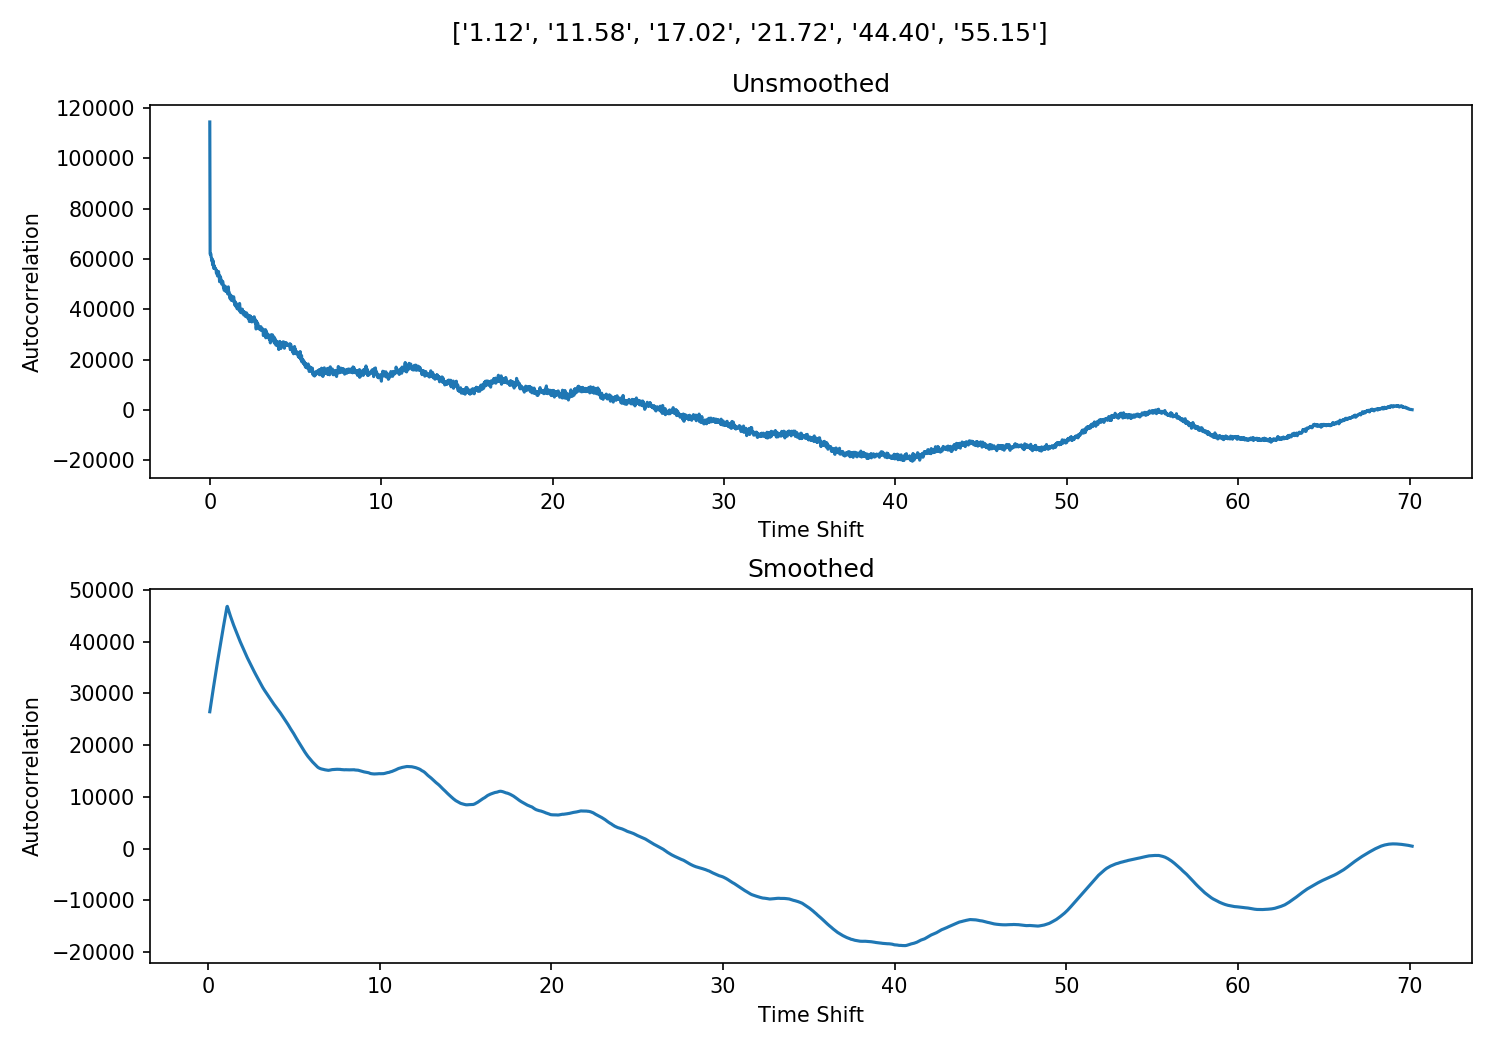 ['1.12', '11.58', '17.02', '21.72', '44.40', '55.15']
Unsmoothed
120000
100000
80000
60000
40000
20000
0
−20000
Autocorrelation
0 10 20 30 40 50 60 70
Time Shift
Smoothed
50000
40000
30000
20000
10000
0
−10000
−20000
Autocorrelation
0 10 20 30 40 50 60 70
Time Shift